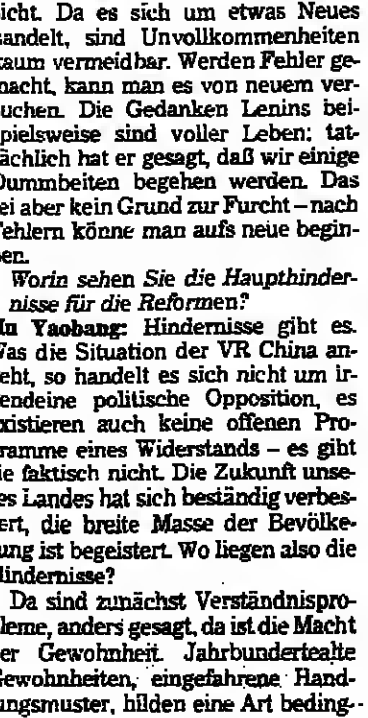 nicht. Da es sich um etwas Neues
handelt, sind Unvollkommenheiten
kaum vermeidbar. Werden Fehler ge-
macht, kann man es von neuem ver-
suchen. Die Gedanken Lenins bei-
spielsweise sind voller Leben: tat-
sächlich hat er gesagt, daß wir einige
Dummheiten begehen werden. Das
sei aber kein Grund zur Furcht – nach
Fehlern könne man aufs neue begin-
nen.
Worin sehen Sie die Haupthinder-
nisse für die Reformen?
Hu Yaobang: Hindernisse gibt es.
Was die Situation der VR China an-
geht, so handelt es sich nicht um ir-
gendeine politische Opposition, es
existieren auch keine offenen Pro-
gramme eines Widerstands – es gibt
sie faktisch nicht. Die Zukunft unse-
res Landes hat sich beständig verbes-
sert, die breite Masse der Bevölke-
rung ist begeistert. Wo liegen also die
Hindernisse?
Da sind zunächst Verständnispro-
bleme, anders gesagt, da ist die Macht
der Gewohnheit. Jahrhundertealte
Gewohnheiten, eingefahrene Hand-
lungsmuster, bilden eine Art beding-